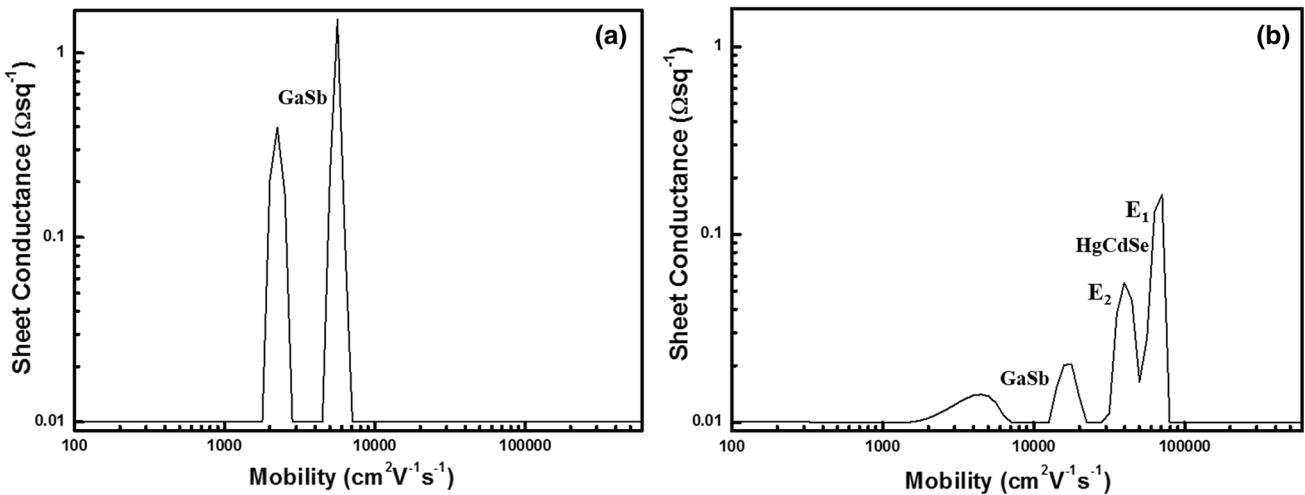 (a)
Sheet Conductance (Ωsq⁻¹)
1
0.1
0.01
GaSb
100 1000 10000 100000
Mobility (cm²V⁻¹s⁻¹)
(b)
Sheet Conductance (Ωsq⁻¹)
1
0.1
0.01
E₁
HgCdSe
E₂
GaSb
100 1000 10000 100000
Mobility (cm²V⁻¹s⁻¹)